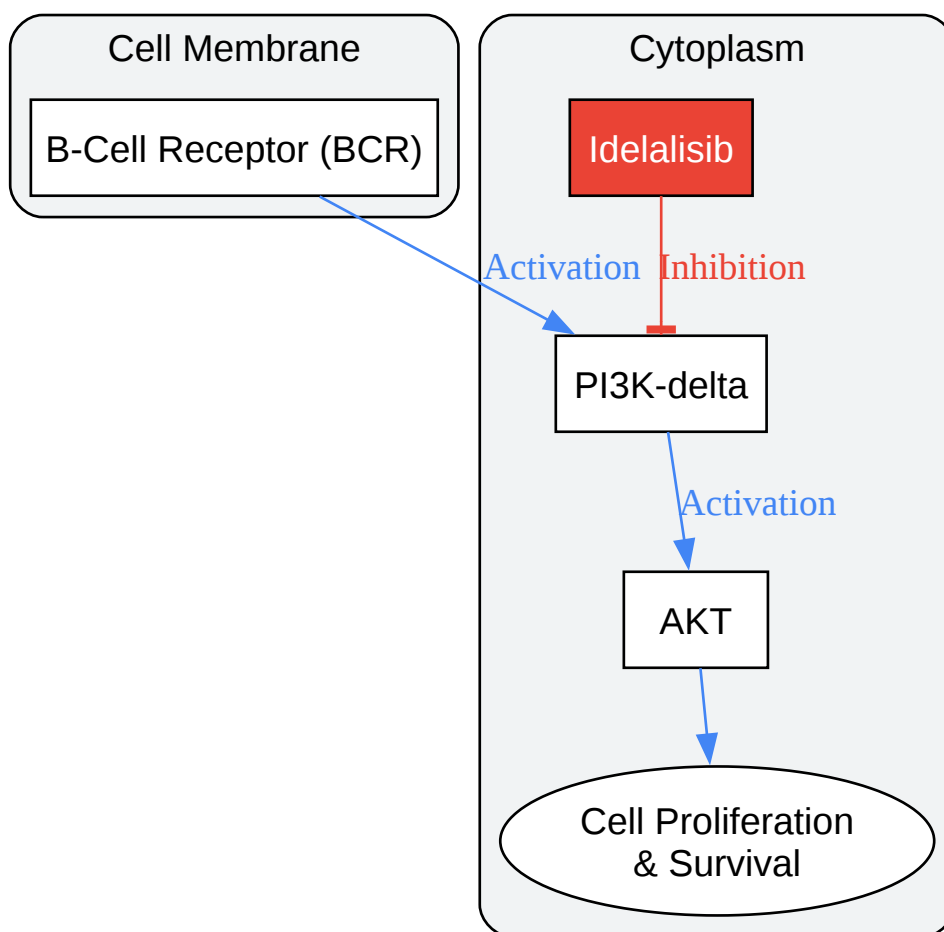 Cell Membrane
B-Cell Receptor (BCR)
Cytoplasm
Idelalisib
Activation
Inhibition
PI3K-delta
Activation
AKT
Cell Proliferation
& Survival